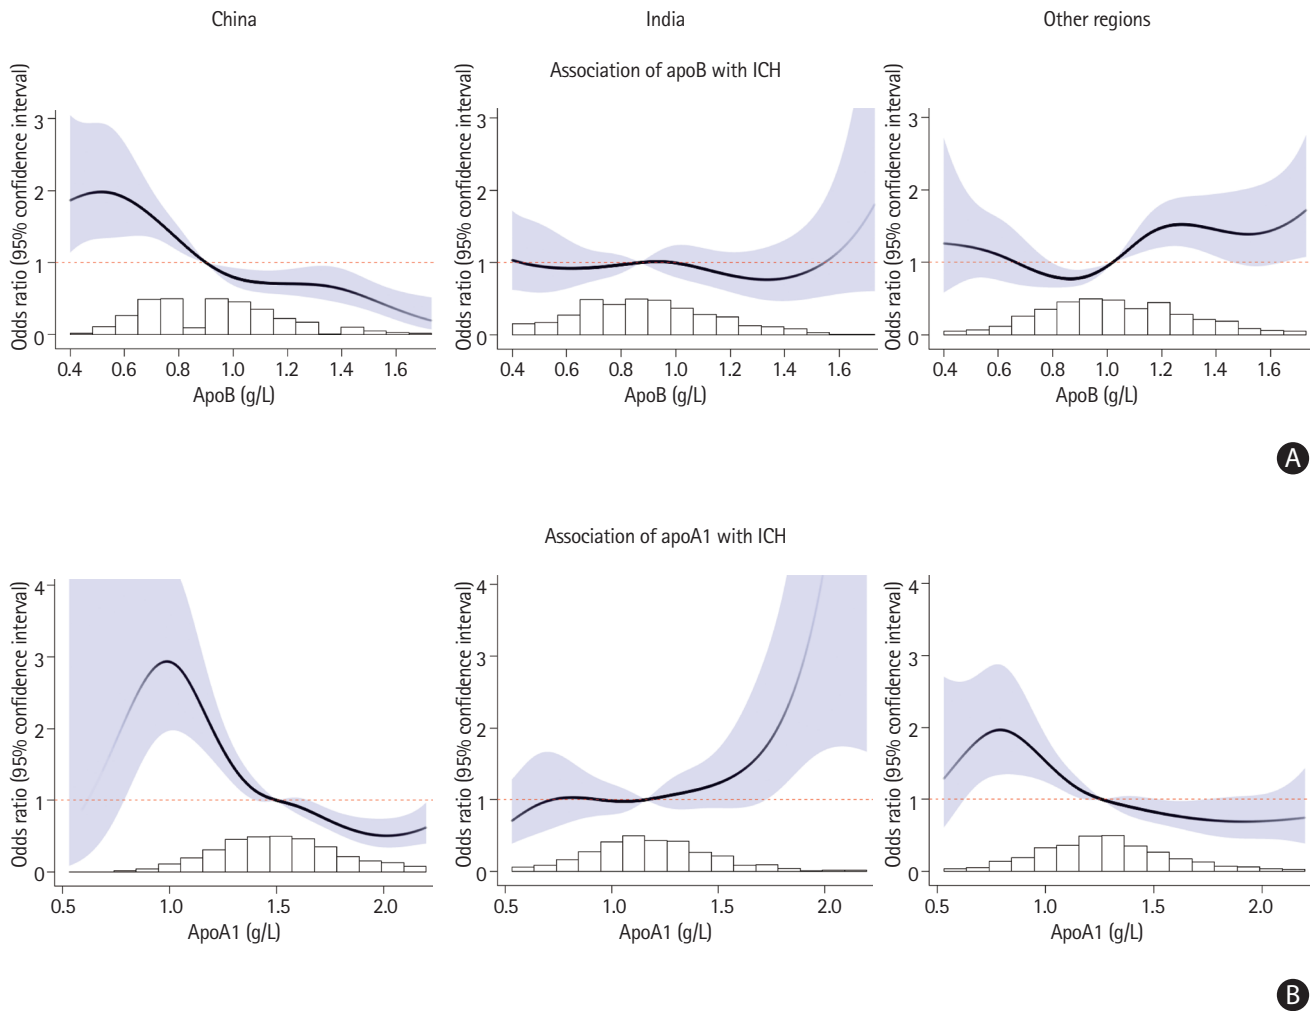 China
India
Other regions
Association of apoB with ICH
Odds ratio (95% confidence interval)
3
2
1
0
0.4 0.6 0.8 1.0 1.2 1.4 1.6
ApoB (g/L)
Odds ratio (95% confidence interval)
3
2
1
0
0.4 0.6 0.8 1.0 1.2 1.4 1.6
ApoB (g/L)
Odds ratio (95% confidence interval)
3
2
1
0
0.4 0.6 0.8 1.0 1.2 1.4 1.6
ApoB (g/L)
A
Association of apoA1 with ICH
Odds ratio (95% confidence interval)
4
3
2
1
0
0.5 1.0 1.5 2.0
ApoA1 (g/L)
Odds ratio (95% confidence interval)
4
3
2
1
0
0.5 1.0 1.5 2.0
ApoA1 (g/L)
Odds ratio (95% confidence interval)
4
3
2
1
0
0.5 1.0 1.5 2.0
ApoA1 (g/L)
B